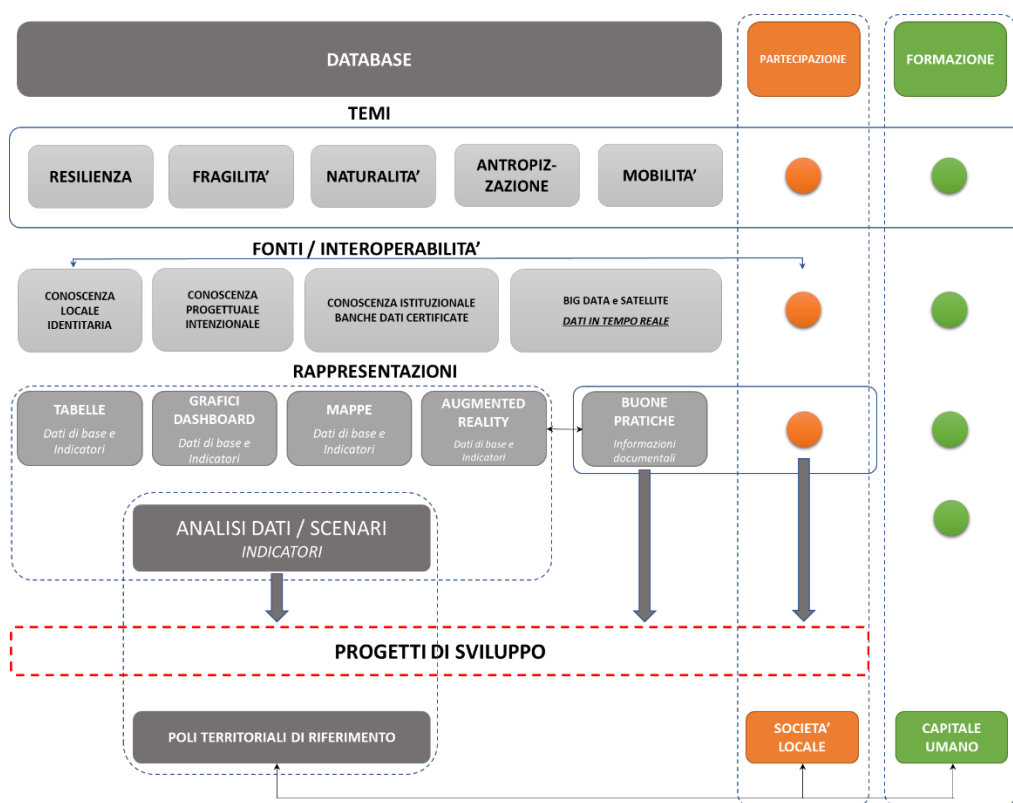 DATABASE
PARTECIPAZIONE
FORMAZIONE
TEMI
RESILIENZA
FRAGILITA’
NATURALITA’
ANTROPIZ-
ZAZIONE
MOBILITA’
FONTI / INTEROPERABILITA’
CONOSCENZA
LOCALE
IDENTITARIA
CONOSCENZA
PROGETTUALE
INTENZIONALE
CONOSCENZA ISTITUZIONALE
BANCHE DATI CERTIFICATE
BIG DATA e SATELLITE
DATI IN TEMPO REALE
RAPPRESENTAZIONI
TABELLE
Dati di base e
Indicatori
GRAFICI
DASHBOARD
Dati di base e
Indicatori
MAPPE
Dati di base e
Indicatori
AUGMENTED
REALITY
Dati di base e
Indicatori
BUONE
PRATICHE
Informazioni
documentali
ANALISI DATI / SCENARI
INDICATORI
PROGETTI DI SVILUPPO
POLI TERRITORIALI DI RIFERIMENTO
SOCIETA’
LOCALE
CAPITALE
UMANO